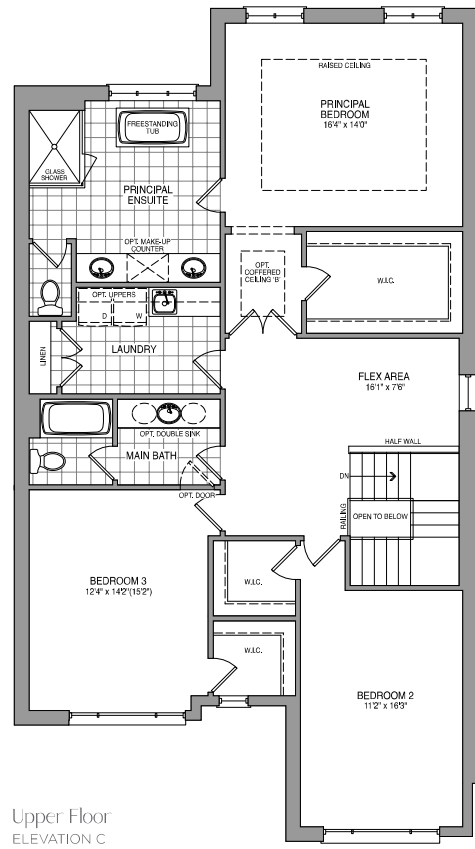 RAISED CEILING
PRINCIPAL
BEDROOM
16'4" x 14'0"
FREESTANDING
TUB
GLASS
SHOWER
PRINCIPAL
ENSUITE
OPT. MAKE-UP
COUNTER
OPT.
COFFERED
CEILING 'B'
W.I.C.
OPT. UPPERS
D
W
LINEN
LAUNDRY
FLEX AREA
16'1" x 7'6"
OPT. DOUBLE SINK
MAIN BATH
HALF WALL
DN
OPT. DOOR
RAILING
OPEN TO BELOW
BEDROOM 3
12'4" x 14'2"(15'2")
W.I.C.
W.I.C.
BEDROOM 2
11'2" x 16'3"
Upper Floor
ELEVATION C